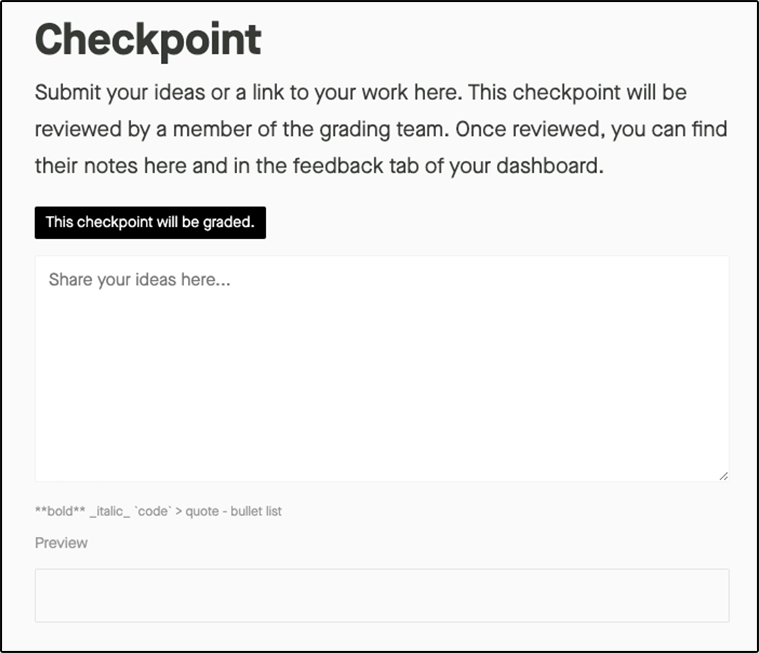 Checkpoint
Submit your ideas or a link to your work here. This checkpoint will be
reviewed by a member of the grading team. Once reviewed, you can find
their notes here and in the feedback tab of your dashboard.
This checkpoint will be graded.
Share your ideas here...
**bold** _italic_ `code` > quote - bullet list
Preview